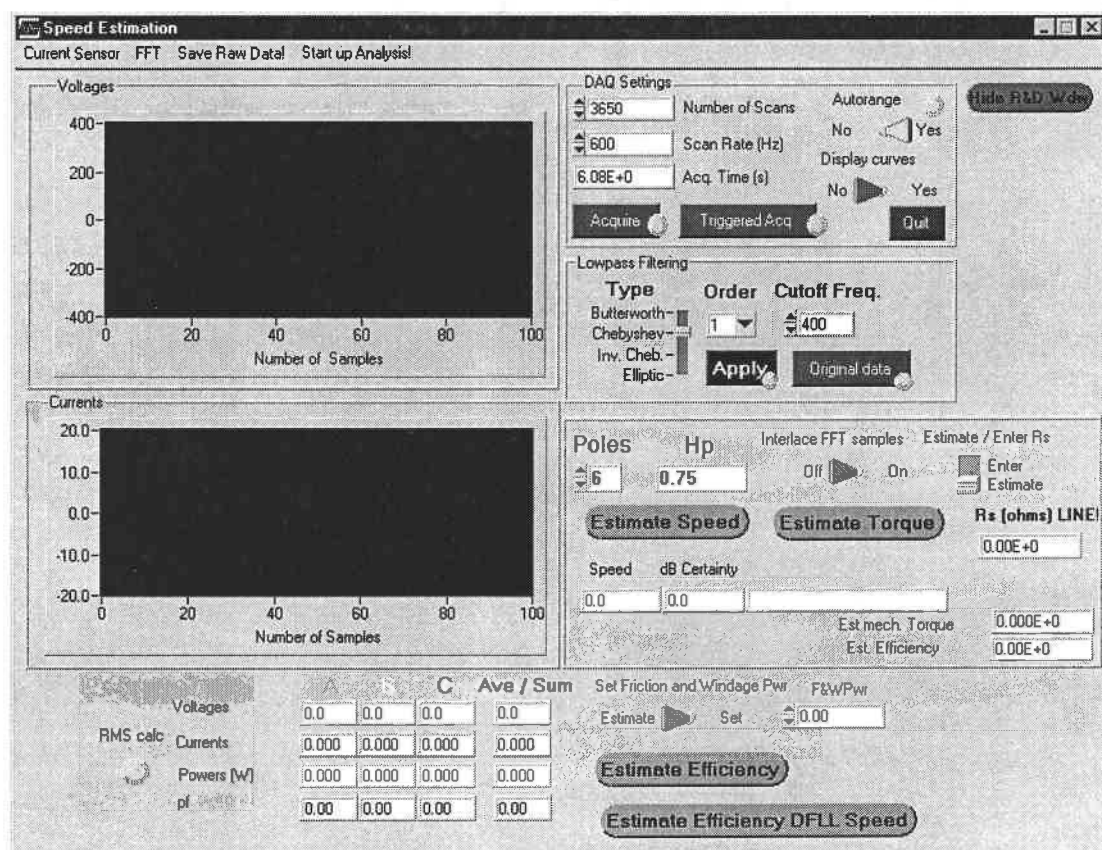 Speed Estimation
Current Sensor FFT Save Raw Data! Start up Analysis!
Voltages
400
200
0
-200
-400
0 20 40 60 80 100
Number of Samples
DAQ Settings
3650 Number of Scans
600 Scan Rate (Hz)
6.08E+0 Acq. Time (s)
Autorange
No Yes
Display curves
No Yes
Acquire Triggered Acq Quit
Hide R&D Wdw
Lowpass Filtering
Type Order Cutoff Freq.
Butterworth
Chebyshev
Inv. Cheb.
Elliptic
1 400
Apply Original data
Currents
20.0
10.0
0.0
-10.0
-20.0
0 20 40 60 80 100
Number of Samples
Poles Hp Interlace FFT samples Estimate / Enter Rs
6 0.75 Off On Enter
Estimate
Estimate Speed Estimate Torque Rs (ohms) LINE!
0.00E+0
Speed dB Certainty
0.0 0.0
Est mech. Torque 0.000E+0
Est. Efficiency 0.00E+0
A B C Ave / Sum
RMS calc
Voltages 0.0 0.0 0.0 0.0
Currents 0.000 0.000 0.000 0.000
Powers (W) 0.000 0.000 0.000 0.000
pf 0.00 0.00 0.00 0.00
Set Friction and Windage Pwr F&WPwr
Estimate Set 0.00
Estimate Efficiency
Estimate Efficiency DFLL Speed